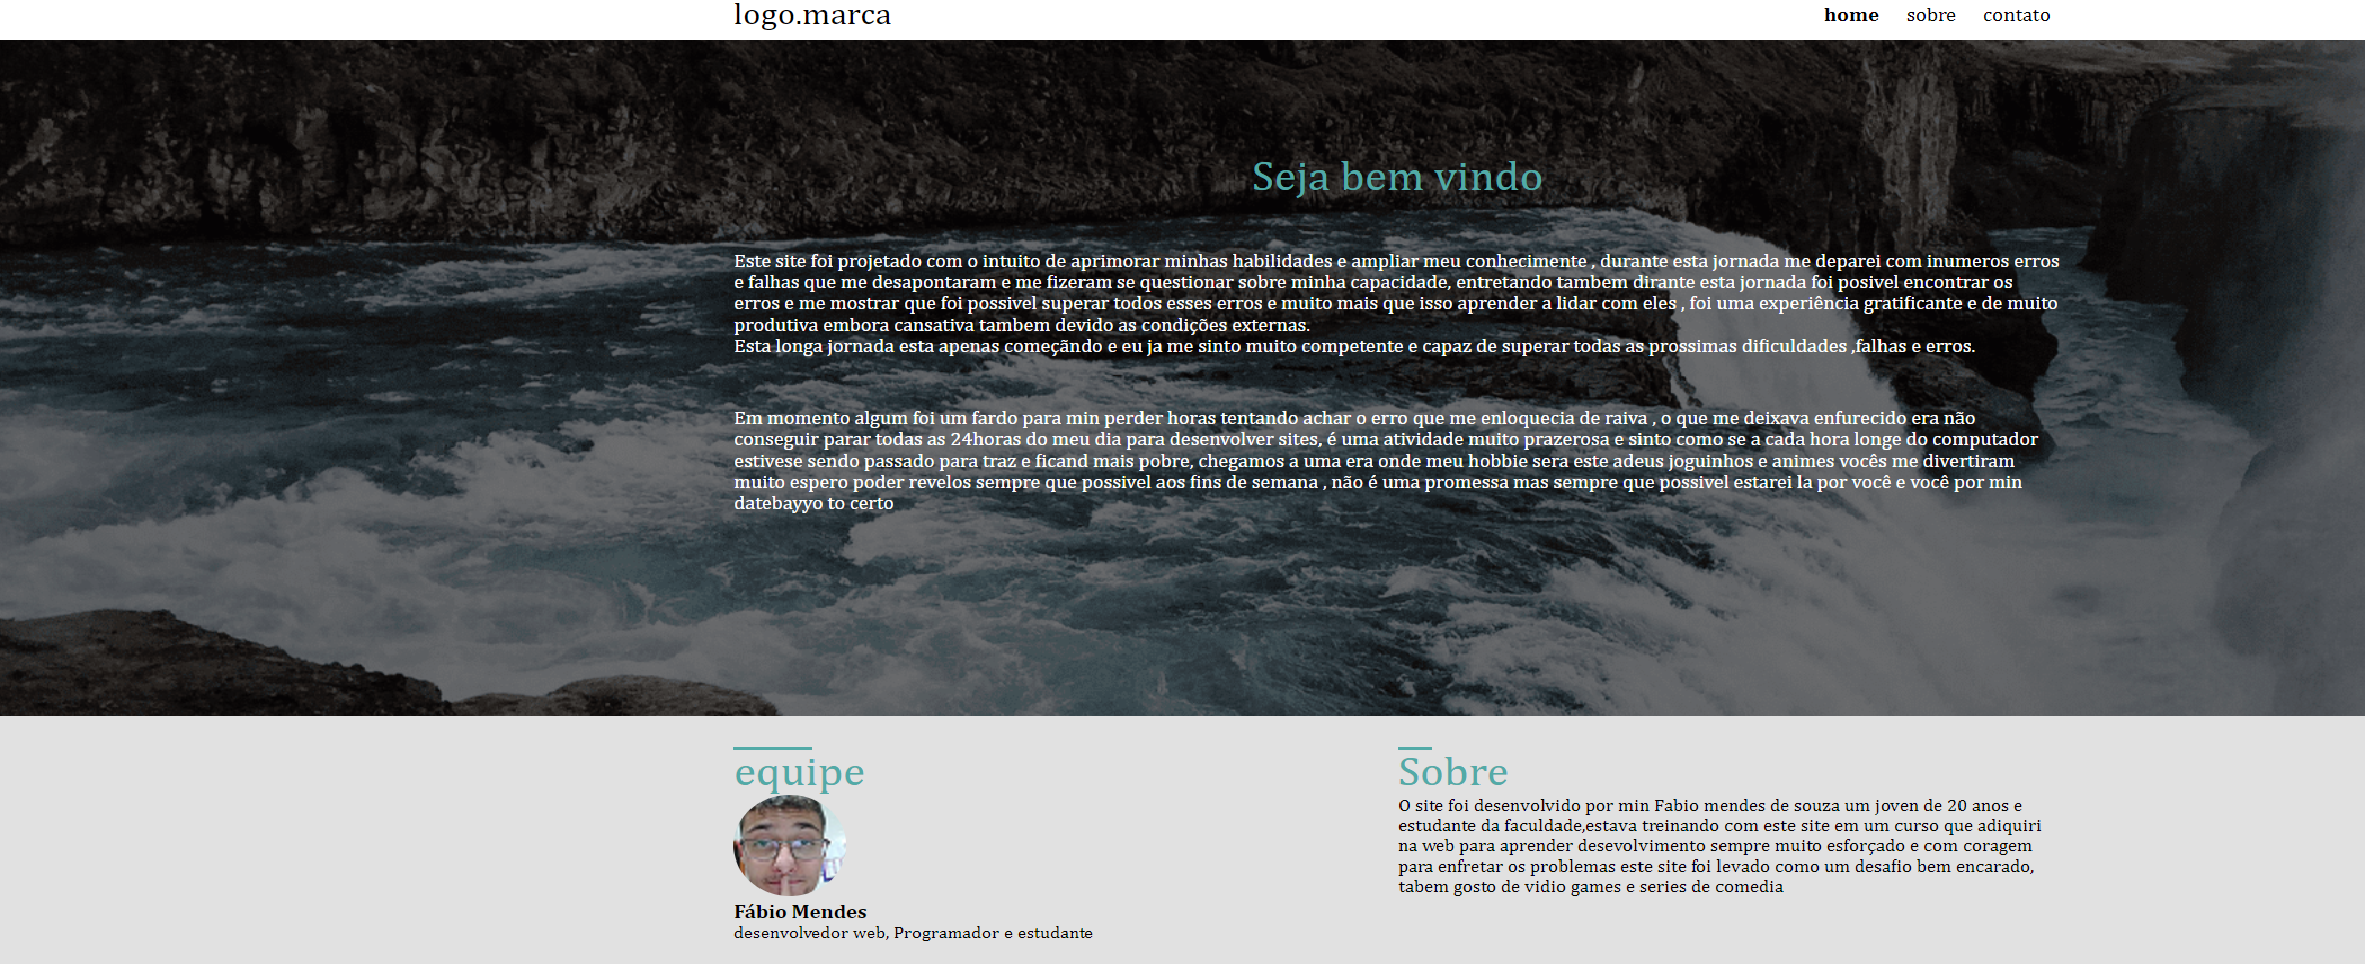 logo.marca
home sobre contato
Seja bem vindo
Este site foi projetado com o intuito de aprimorar minhas habilidades e ampliar meu conhecimente , durante esta jornada me deparei com inumeros erros
e falhas que me desapontaram e me fizeram se questionar sobre minha capacidade, entretando tambem dirante esta jornada foi posivel encontrar os
erros e me mostrar que foi possivel superar todos esses erros e muito mais que isso aprender a lidar com eles , foi uma experiência gratificante e de muito
produtiva embora cansativa tambem devido as condições externas.
Esta longa jornada esta apenas começãndo e eu ja me sinto muito competente e capaz de superar todas as prossimas dificuldades ,falhas e erros.
Em momento algum foi um fardo para min perder horas tentando achar o erro que me enloquecia de raiva , o que me deixava enfurecido era não
conseguir parar todas as 24horas do meu dia para desenvolver sites, é uma atividade muito prazerosa e sinto como se a cada hora longe do computador
estivese sendo passado para traz e ficand mais pobre, chegamos a uma era onde meu hobbie sera este adeus joguinhos e animes vocês me divertiram
muito espero poder revelos sempre que possivel aos fins de semana , não é uma promessa mas sempre que possivel estarei la por você e você por min
datebayyo to certo
equipe
Fábio Mendes
desenvolvedor web, Programador e estudante
Sobre
O site foi desenvolvido por min Fabio mendes de souza um joven de 20 anos e
estudante da faculdade,estava treinando com este site em um curso que adiquiri
na web para aprender desevolvimento sempre muito esforçado e com coragem
para enfretar os problemas este site foi levado como um desafio bem encarado,
tabem gosto de vidio games e series de comedia